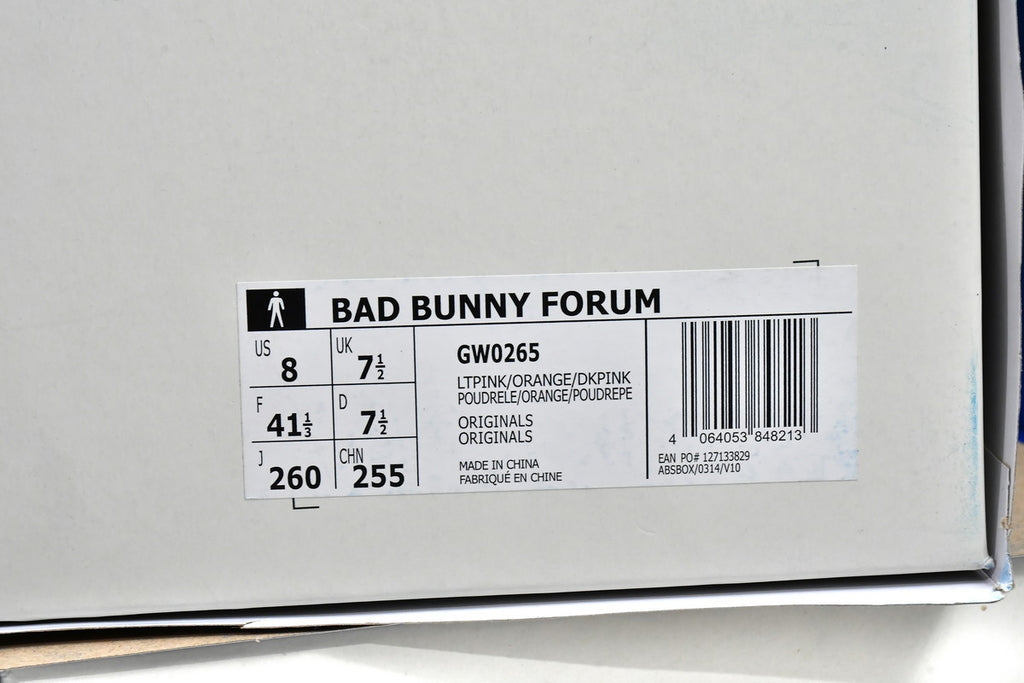 BAD BUNNY FORUM
US 8 UK 7½
F 41⅓ D 7½
J 260 CHN 255
GW0265
LTPINK/ORANGE/DKPINK
POUDRELE/ORANGE/POUDREPE
ORIGINALS
ORIGINALS
MADE IN CHINA
FABRIQUÉ EN CHINE
4 064053 848213
EAN PO# 127133829
ABSBOX/0314/V10